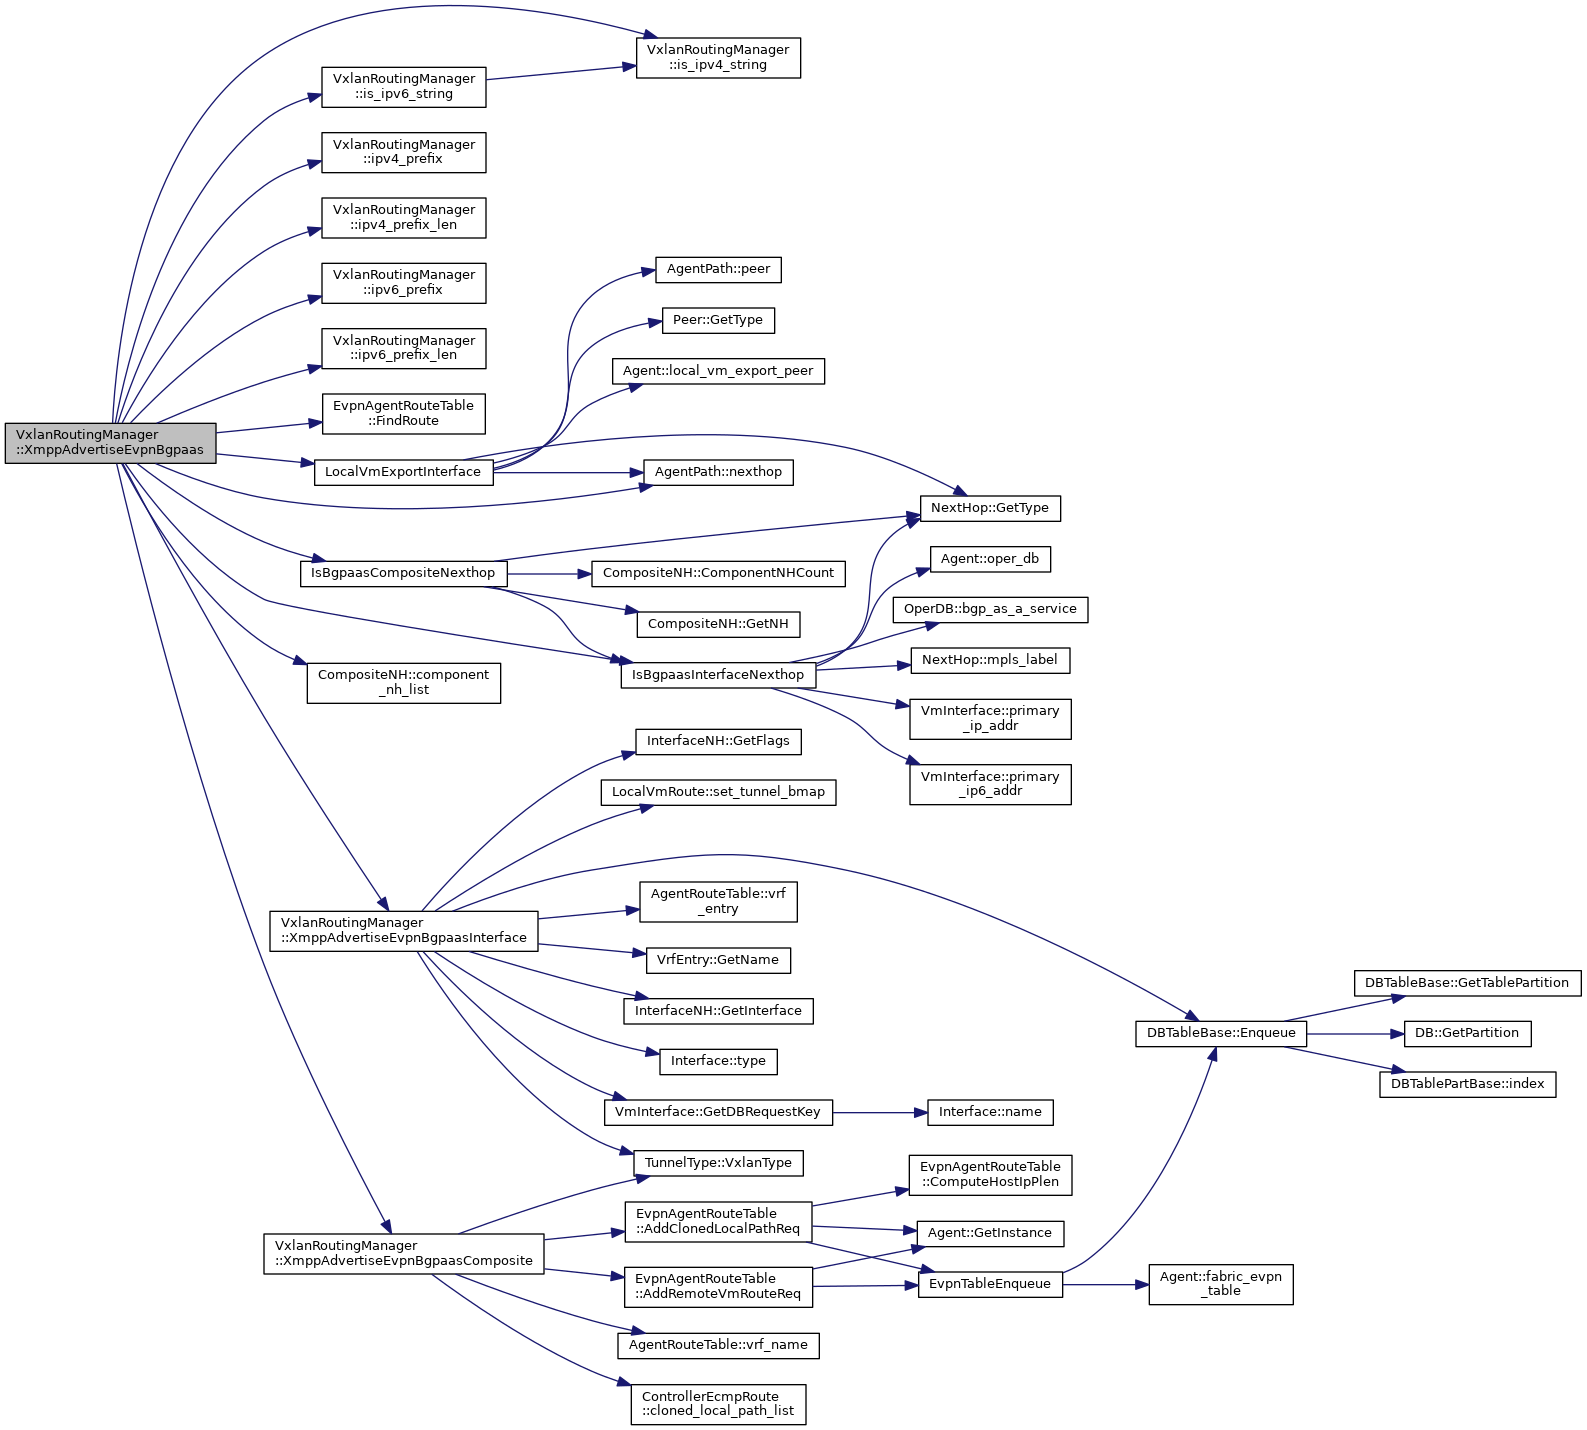 VxlanRoutingManager
::XmppAdvertiseEvpnBgpaas
VxlanRoutingManager
::is_ipv4_string
VxlanRoutingManager
::is_ipv6_string
VxlanRoutingManager
::ipv4_prefix
VxlanRoutingManager
::ipv4_prefix_len
VxlanRoutingManager
::ipv6_prefix
VxlanRoutingManager
::ipv6_prefix_len
EvpnAgentRouteTable
::FindRoute
LocalVmExportInterface
AgentPath::peer
Peer::GetType
Agent::local_vm_export_peer
AgentPath::nexthop
NextHop::GetType
IsBgpaasCompositeNexthop
CompositeNH::ComponentNHCount
CompositeNH::GetNH
IsBgpaasInterfaceNexthop
Agent::oper_db
OperDB::bgp_as_a_service
NextHop::mpls_label
VmInterface::primary
_ip_addr
VmInterface::primary
_ip6_addr
CompositeNH::component
_nh_list
VxlanRoutingManager
::XmppAdvertiseEvpnBgpaasInterface
InterfaceNH::GetFlags
LocalVmRoute::set_tunnel_bmap
AgentRouteTable::vrf
_entry
VrfEntry::GetName
InterfaceNH::GetInterface
Interface::type
VmInterface::GetDBRequestKey
Interface::name
TunnelType::VxlanType
DBTableBase::Enqueue
DBTableBase::GetTablePartition
DB::GetPartition
DBTablePartBase::index
VxlanRoutingManager
::XmppAdvertiseEvpnBgpaasComposite
EvpnAgentRouteTable
::AddClonedLocalPathReq
EvpnAgentRouteTable
::AddRemoteVmRouteReq
AgentRouteTable::vrf_name
ControllerEcmpRoute
::cloned_local_path_list
EvpnAgentRouteTable
::ComputeHostIpPlen
Agent::GetInstance
EvpnTableEnqueue
Agent::fabric_evpn
_table